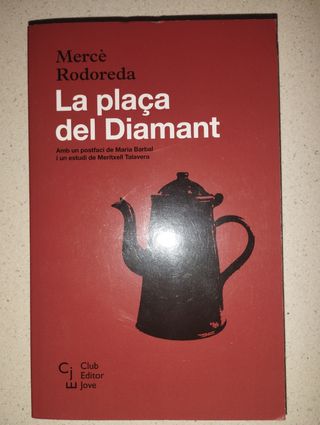 Mercè
Rodoreda
La plaça
del Diamant
Amb un postfaci de Maria Barbal
i un estudi de Meritxell Talavera
CjE
Club
Editor
Jove